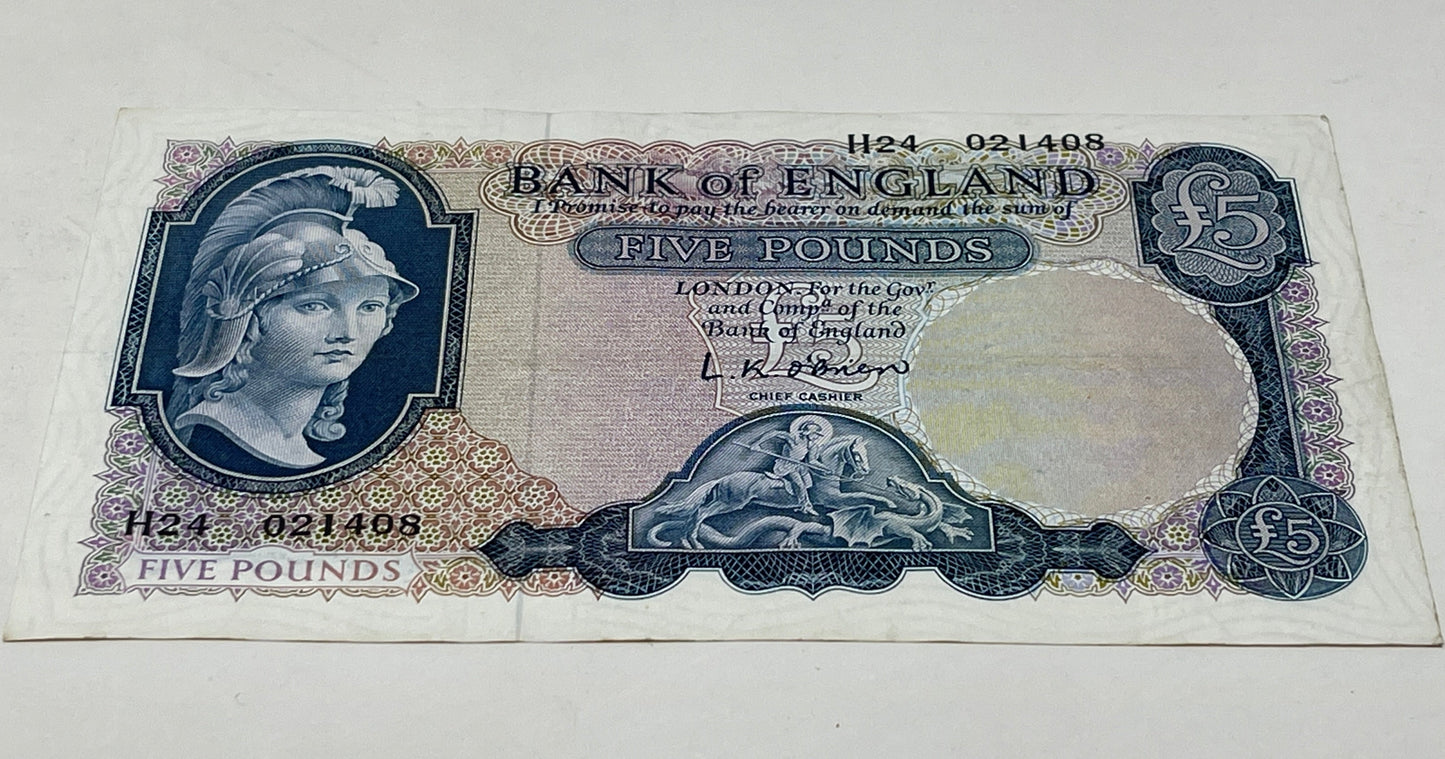 H24 021408
BANK of ENGLAND
I Promise to pay the bearer on demand the sum of
£5
FIVE POUNDS
LONDON. For the Govʳ.
and Compᵃ of the
Bank of England
£5
L. K. O'Brien
CHIEF CASHIER
H24 021408
FIVE POUNDS
£5